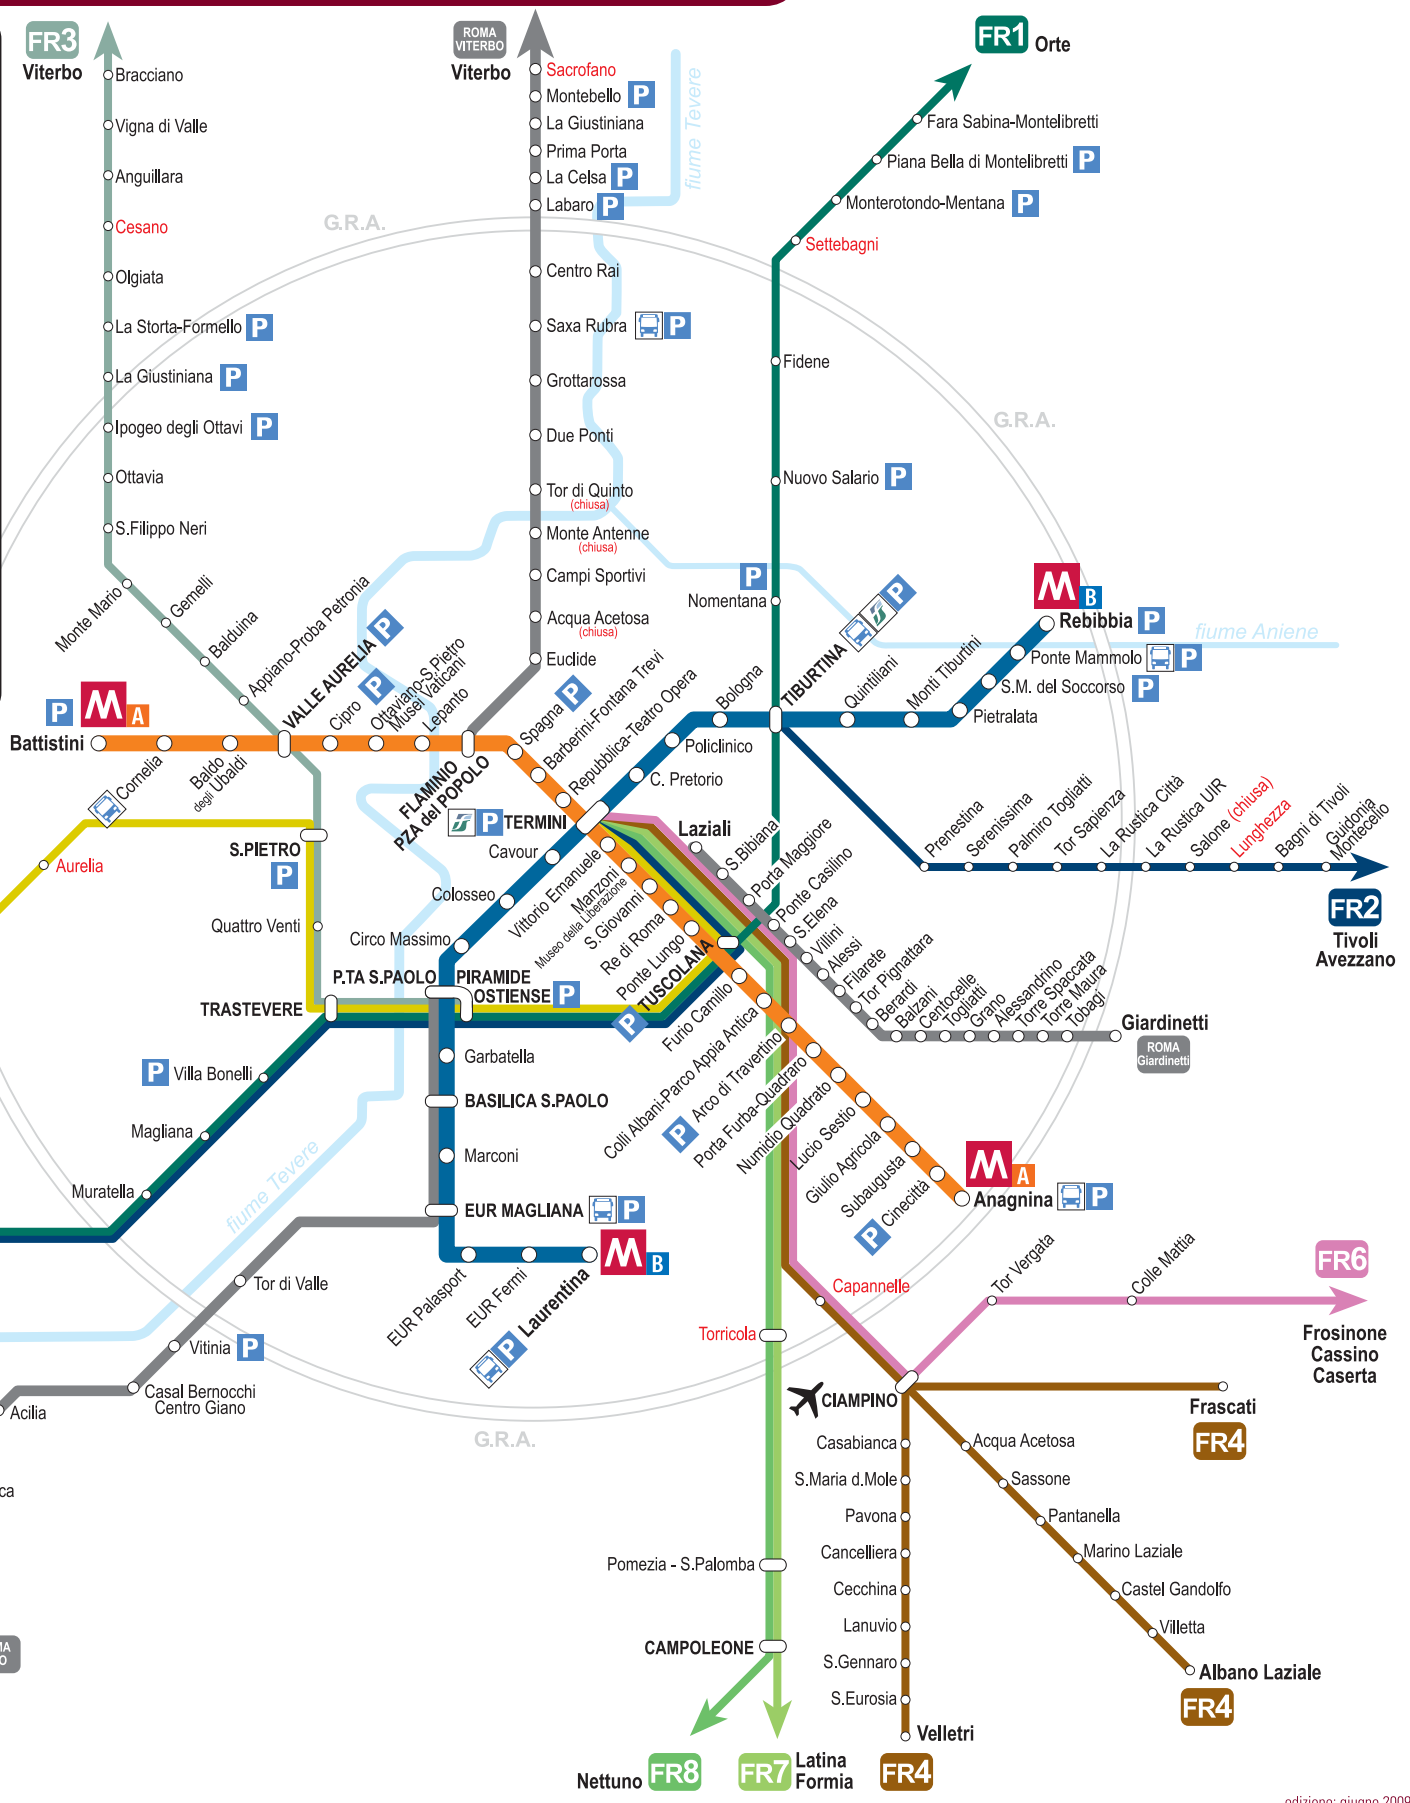 FR3
Viterbo
Bracciano
Vigna di Valle
Anguillara
Cesano
Olgiata
La Storta-Formello P
La Giustiniana P
Ipogeo degli Ottavi P
Ottavia
S.Filippo Neri
Monte Mario
Gemelli
Balduina
Appiano-Proba Petronia
ROMA
VITERBO
Viterbo
Sacrofano
Montebello P
La Giustiniana
Prima Porta
La Celsa P
Labaro P
Centro Rai
Saxa Rubra P
Grottarossa
Due Ponti
Tor di Quinto
(chiusa)
Monte Antenne
(chiusa)
Campi Sportivi
Acqua Acetosa
(chiusa)
Euclide
fiume Tevere
G.R.A.
G.R.A.
FR1 Orte
Fara Sabina-Montelibretti
Piana Bella di Montelibretti P
Monterotondo-Mentana P
Settebagni
Fidene
Nuovo Salario P
P
Nomentana
TIBURTINA P
M B
Rebibbia P
fiume Aniene
Ponte Mammolo P
S.M. del Soccorso P
Pietralata
Monti Tiburtini
Quintiliani
Bologna
Policlinico
C. Pretorio
P M A
Battistini
Cornelia
Baldo
degli Ubaldi
VALLE AURELIA P
Cipro P
Ottaviano-S.Pietro
Musei Vaticani
Lepanto
FLAMINIO
PZA del POPOLO
Spagna P
Barberini-Fontana Trevi
Repubblica-Teatro Opera
P TERMINI
Cavour
Colosseo
Circo Massimo
Vittorio Emanuele
Manzoni
Museo della Liberazione
S.Giovanni
Re di Roma
Ponte Lungo
P TUSCOLANA
Furio Camillo
Colli Albani-Parco Appia Antica
P Arco di Travertino
Porta Furba-Quadraro
Numidio Quadrato
Lucio Sestio
Giulio Agricola
Subaugusta
P Cinecittà
M A
Anagnina P
Laziali
S.Bibiana
Porta Maggiore
Ponte Casilino
S.Elena
Villini
Alessi
Filarete
Tor Pignattara
Berardi
Balzani
Centocelle
Togliatti
Grano
Alessandrino
Torre Spaccata
Torre Maura
Tobagi
Giardinetti
ROMA
Giardinetti
Prenestina
Serenissima
Palmiro Togliatti
Tor Sapienza
La Rustica Città
La Rustica UIR
Salone (chiusa)
Lunghezza
Bagni di Tivoli
Guidonia
Montecelio
FR2
Tivoli
Avezzano
Aurelia
S.PIETRO
P
Quattro Venti
P.TA S.PAOLO
PIRAMIDE
OSTIENSE P
TRASTEVERE
P Villa Bonelli
Magliana
Muratella
fiume Tevere
Garbatella
BASILICA S.PAOLO
Marconi
EUR MAGLIANA P
M B
EUR Palasport
EUR Fermi
Laurentina
P
Tor di Valle
Vitinia P
Casal Bernocchi
Centro Giano
Acilia
G.R.A.
ca
MA
O
Capannelle
Torricola
Tor Vergata
Colle Mattia
FR6
Frosinone
Cassino
Caserta
CIAMPINO
Frascati
FR4
Casabianca
S.Maria d.Mole
Pavona
Cancelliera
Cecchina
Lanuvio
S.Gennaro
S.Eurosia
Velletri
FR4
Acqua Acetosa
Sassone
Pantanella
Marino Laziale
Castel Gandolfo
Villetta
Albano Laziale
FR4
Pomezia - S.Palomba
CAMPOLEONE
Nettuno FR8
FR7 Latina
Formia
edizione: giugno 2009